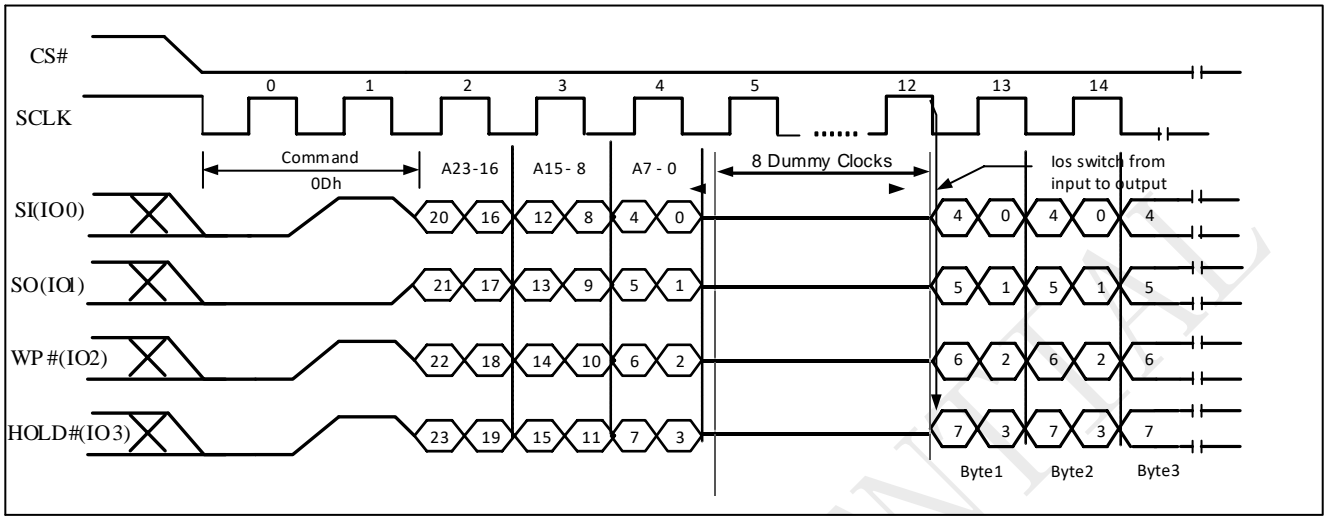 CS#
0 1 2 3 4 5 12 13 14
SCLK
Command
0Dh
A23-16 A15-8 A7-0 8 Dummy Clocks Ios switch from
input to output
SI(IO0) 20 16 12 8 4 0 4 0 4 0 4
SO(IO1) 21 17 13 9 5 1 5 1 5 1 5
WP#(IO2) 22 18 14 10 6 2 6 2 6 2 6
HOLD#(IO3) 23 19 15 11 7 3 7 3 7 3 7
Byte1 Byte2 Byte3